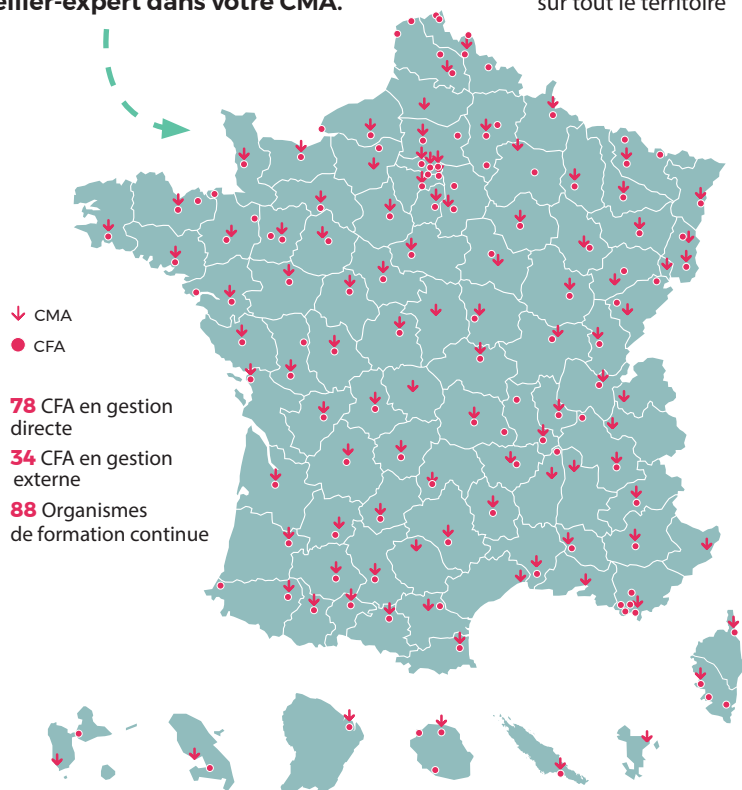 eiller-expert dans votre CMA.
sur tout le territoire
CMA
CFA
78 CFA en gestion
directe
34 CFA en gestion
externe
88 Organismes
de formation continue